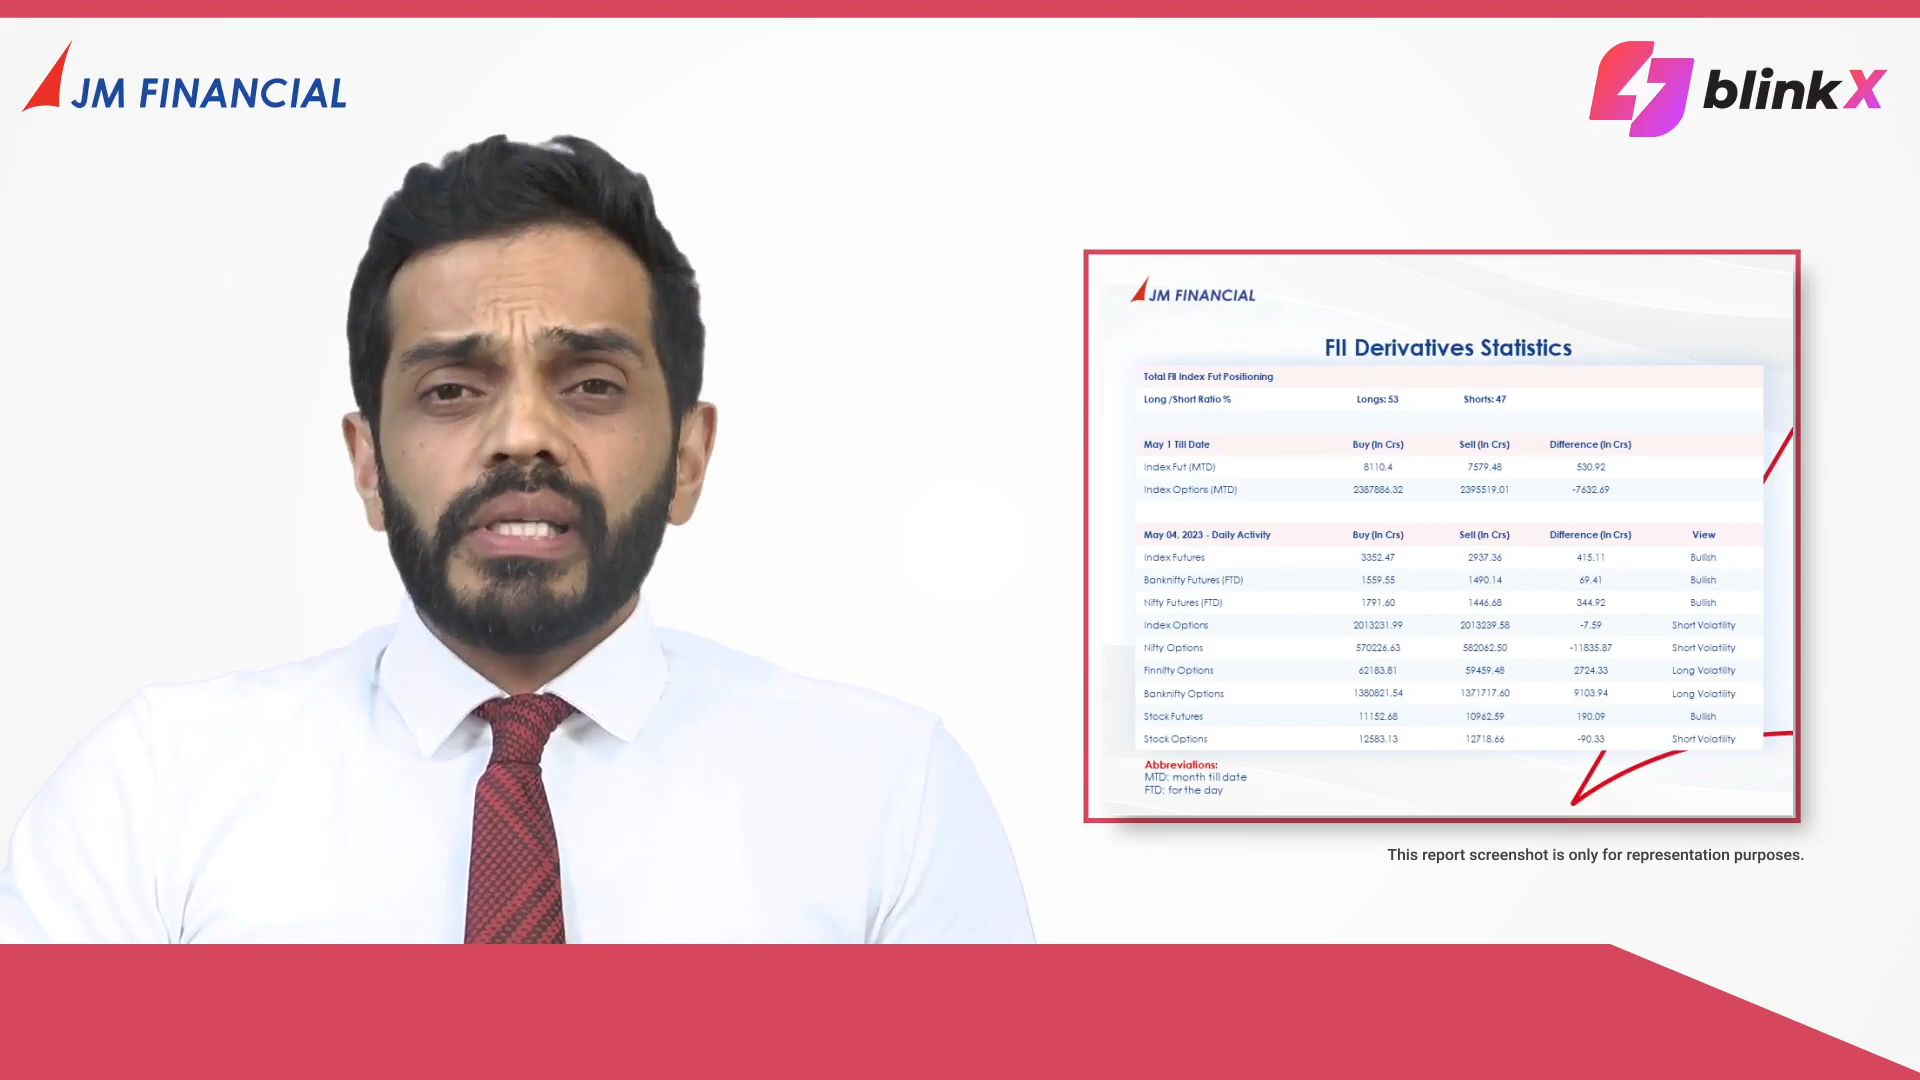 JM FINANCIAL
blinkX
JM FINANCIAL
FII Derivatives Statistics
Total FII Index Fut Positioning
Long /Short Ratio % Longs: 53 Shorts: 47
May 1 Till Date Buy (In Crs) Sell (In Crs) Difference (In Crs)
Index Fut (MTD) 8110.4 7579.48 530.92
Index Options (MTD) 2387886.32 2395519.01 -7632.69
May 04, 2023 - Daily Activity Buy (In Crs) Sell (In Crs) Difference (In Crs) View
Index Futures 3352.47 2937.36 415.11 Bullish
Banknifty Futures (FTD) 1559.55 1490.14 69.41 Bullish
Nifty Futures (FTD) 1791.60 1446.68 344.92 Bullish
Index Options 2013231.99 2013239.58 -7.59 Short Volatility
Nifty Options 570226.63 582062.50 -11835.87 Short Volatility
Finnifty Options 62183.81 59459.48 2724.33 Long Volatility
Banknifty Options 1380821.54 1371717.60 9103.94 Long Volatility
Stock Futures 11152.68 10962.59 190.09 Bullish
Stock Options 12583.13 12718.66 -90.33 Short Volatility
Abbreviations:
MTD: month till date
FTD: for the day
This report screenshot is only for representation purposes.